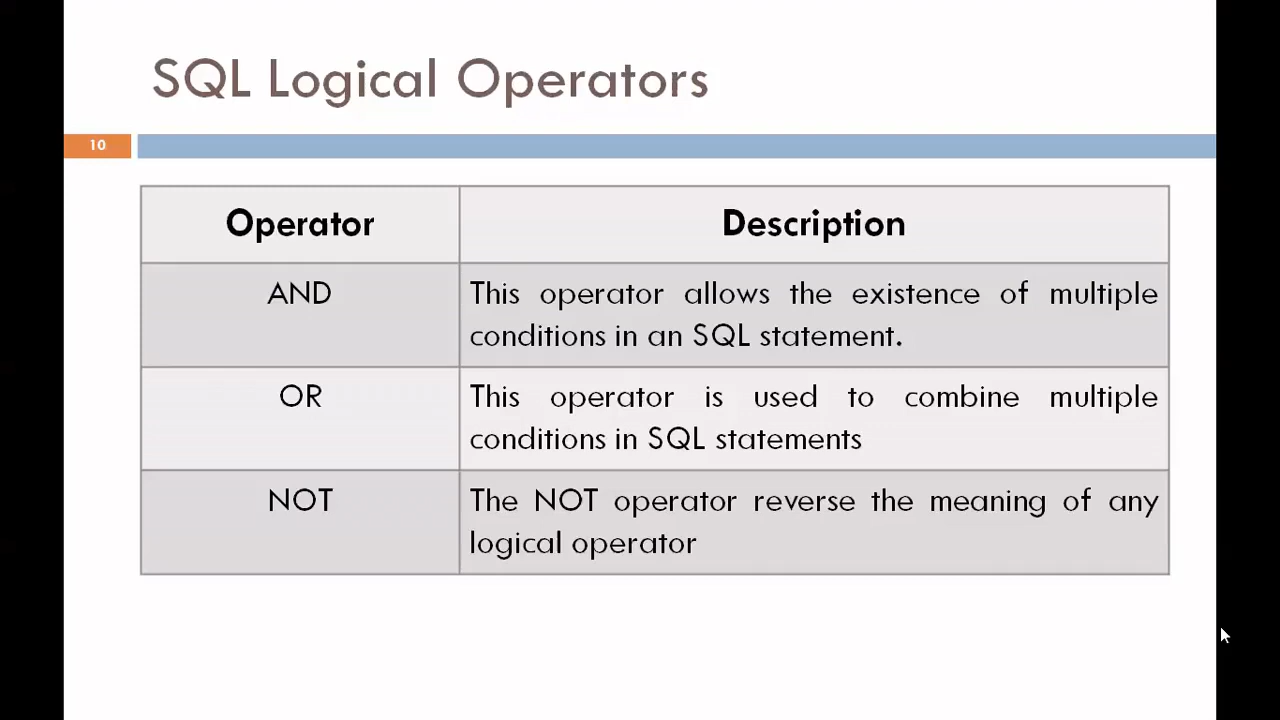 SQL Logical Operators
10
Operator
Description
AND
This operator allows the existence of multiple
conditions in an SQL statement.
OR
This operator is used to combine multiple
conditions in SQL statements
NOT
The NOT operator reverse the meaning of any
logical operator